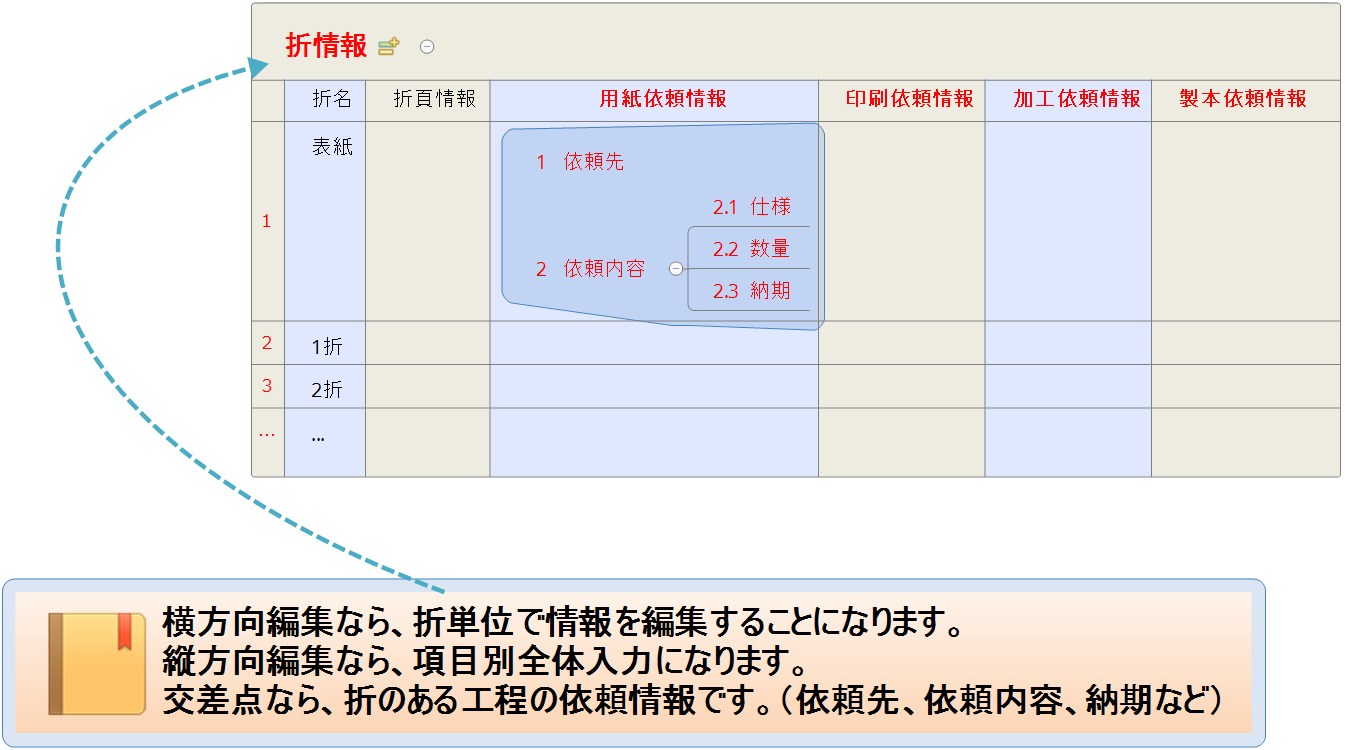 折情報
折名 折頁情報 用紙依頼情報 印刷依頼情報 加工依頼情報 製本依頼情報
1 表紙
1 依頼先
2 依頼内容
2.1 仕様
2.2 数量
2.3 納期
2 1折
3 2折
... ...
横方向編集なら、折単位で情報を編集することになります。
縦方向編集なら、項目別全体入力になります。
交差点なら、折のある工程の依頼情報です。（依頼先、依頼内容、納期など）